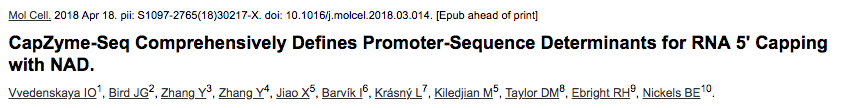 Mol Cell. 2018 Apr 18. pii: S1097-2765(18)30217-X. doi: 10.1016/j.molcel.2018.03.014. [Epub ahead of print]
CapZyme-Seq Comprehensively Defines Promoter-Sequence Determinants for RNA 5' Capping
with NAD.
Vvedenskaya IO1, Bird JG2, Zhang Y3, Zhang Y4, Jiao X5, Barvík I6, Krásný L7, Kiledjian M5, Taylor DM8, Ebright RH9, Nickels BE10.